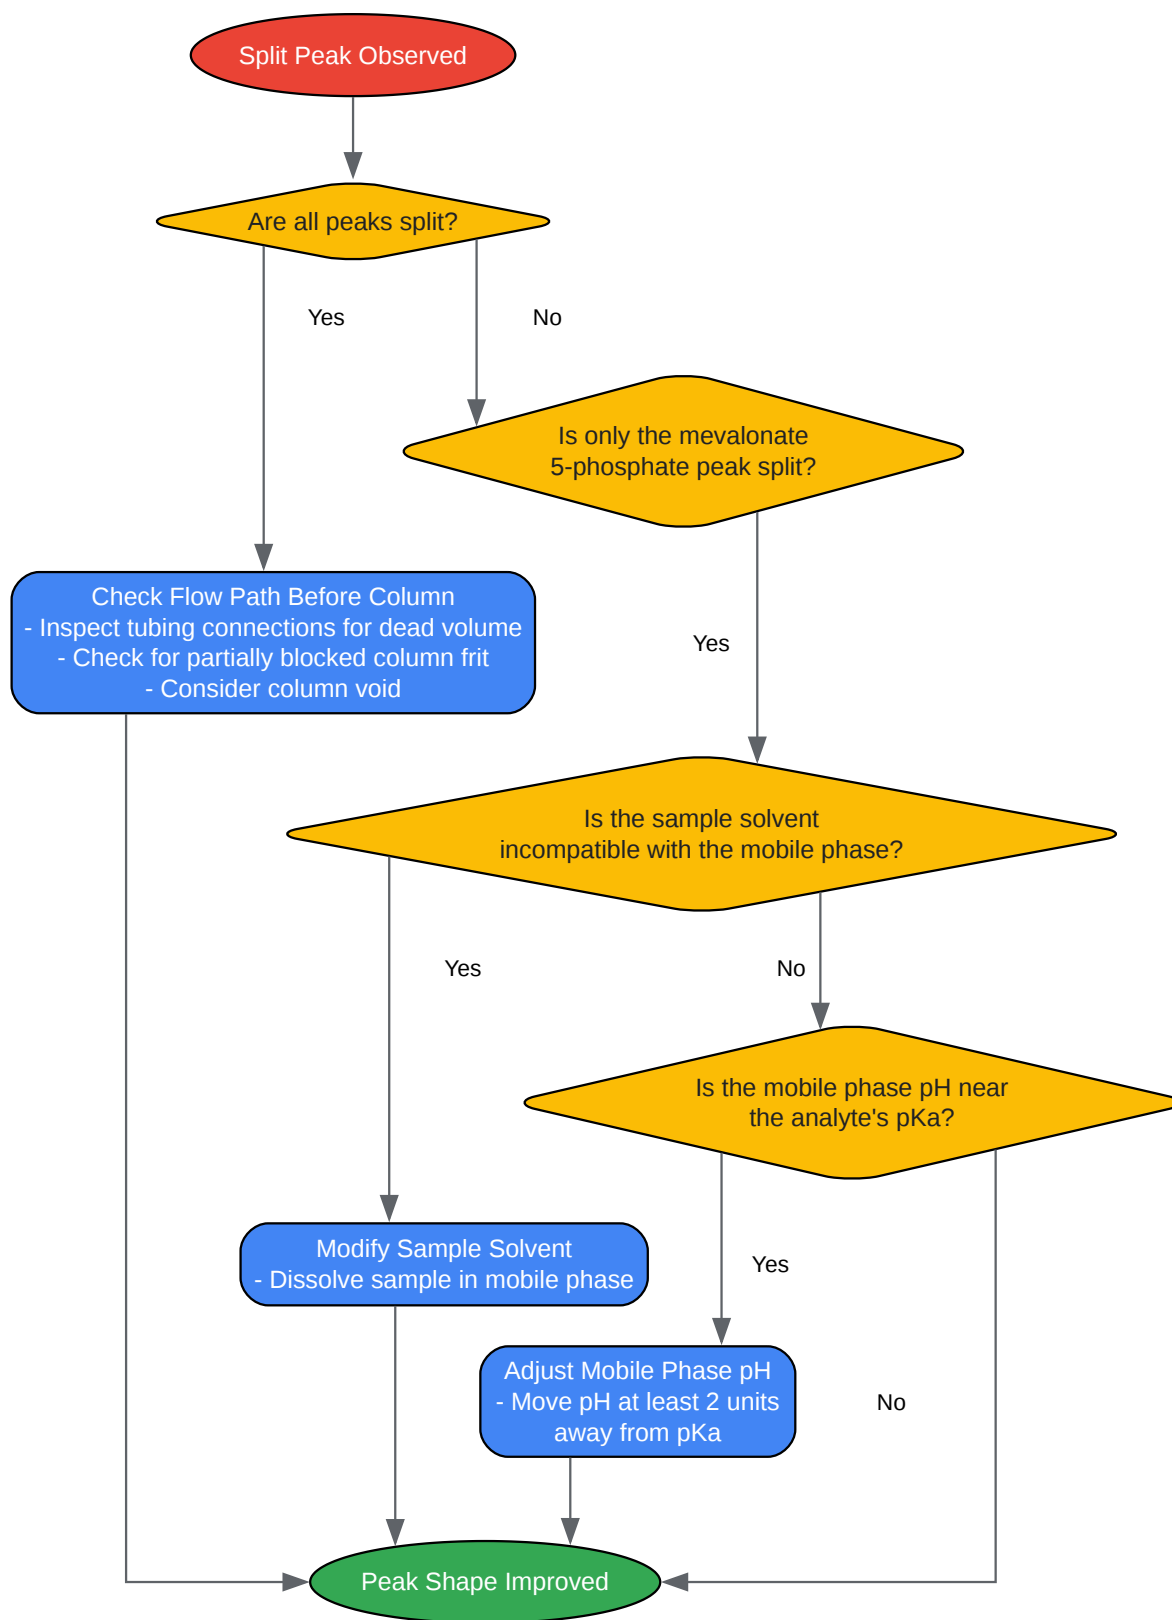 Split Peak Observed
Are all peaks split?
Yes
No
Is only the mevalonate
5-phosphate peak split?
Check Flow Path Before Column
- Inspect tubing connections for dead volume
- Check for partially blocked column frit
- Consider column void
Yes
Is the sample solvent
incompatible with the mobile phase?
Yes
No
Is the mobile phase pH near
the analyte's pKa?
Modify Sample Solvent
- Dissolve sample in mobile phase
Yes
Adjust Mobile Phase pH
- Move pH at least 2 units
away from pKa
No
Peak Shape Improved